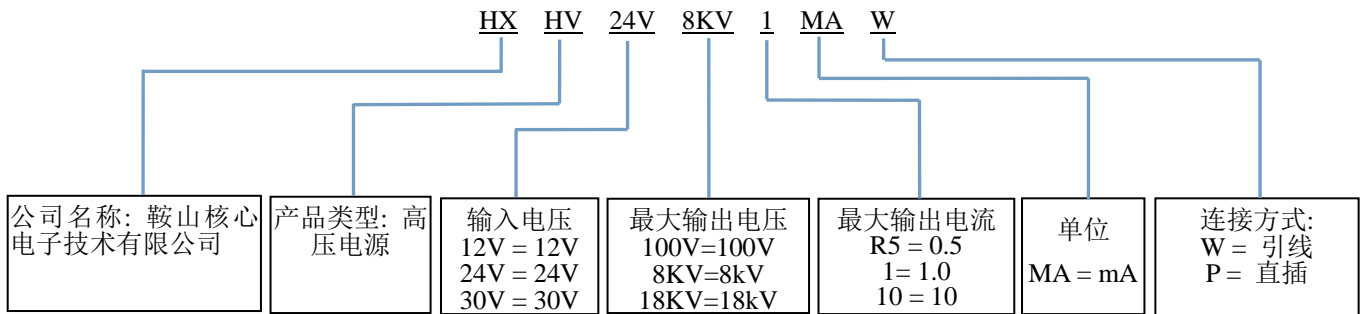 HX HV 24V 8KV 1 MA W
公司名称: 鞍山核心
电子技术有限公司
产品类型: 高
压电源
输入电压
12V = 12V
24V = 24V
30V = 30V
最大输出电压
100V=100V
8KV=8kV
18KV=18kV
最大输出电流
R5 = 0.5
1= 1.0
10 = 10
单位
MA = mA
连接方式:
W = 引线
P = 直插